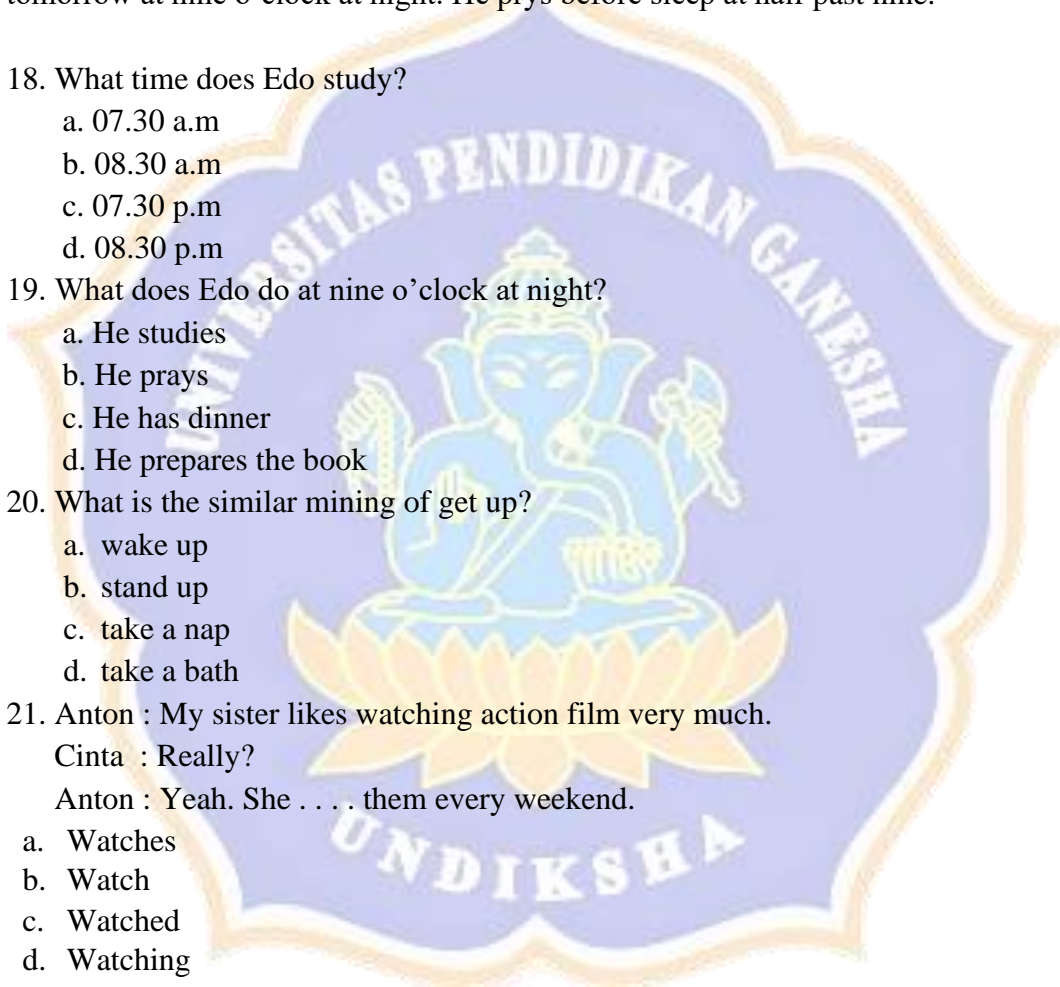 tomorrow at nine o'clock at night. He prys before sleep at half past nine.
18. What time does Edo study?
a. 07.30 a.m
b. 08.30 a.m
c. 07.30 p.m
d. 08.30 p.m
19. What does Edo do at nine o’clock at night?
a. He studies
b. He prays
c. He has dinner
d. He prepares the book
20. What is the similar mining of get up?
a. wake up
b. stand up
c. take a nap
d. take a bath
21. Anton : My sister likes watching action film very much.
Cinta : Really?
Anton : Yeah. She . . . . them every weekend.
a. Watches
b. Watch
c. Watched
d. Watching
UNIVERSITAS PENDIDIKAN GANESHA
UNDIKSHA